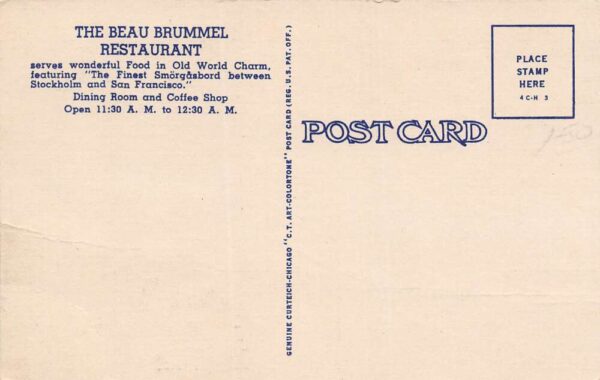 THE BEAU BRUMMEL
RESTAURANT
serves wonderful Food in Old World Charm,
featuring "The Finest Smörgåsbord between
Stockholm and San Francisco."
Dining Room and Coffee Shop
Open 11:30 A. M. to 12:30 A. M.
GENUINE CURTEICH-CHICAGO "C.T. ART-COLORTONE" POST CARD (REG. U.S. PAT. OFF.)
POST CARD
PLACE
STAMP
HERE
4 C-H 3